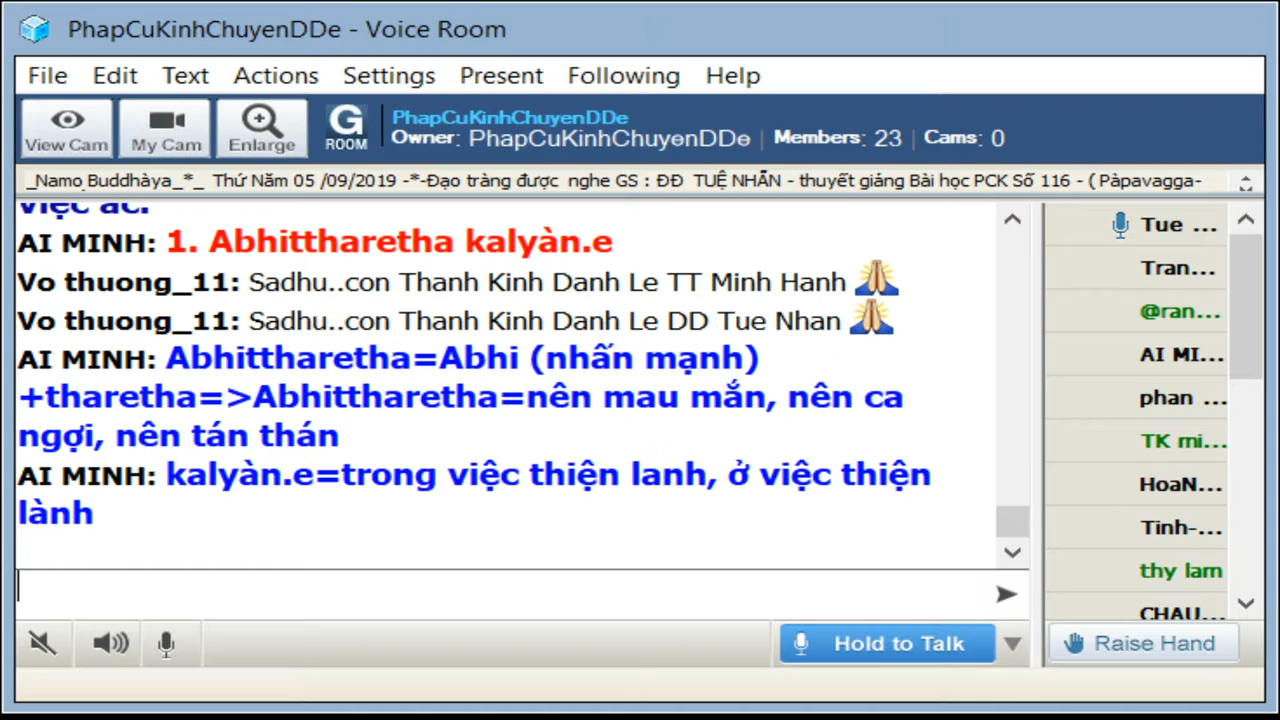 PhapCuKinhChuyenDDe - Voice Room
File Edit Text Actions Settings Present Following Help
View Cam My Cam Enlarge G ROOM
PhapCuKinhChuyenDDe
Owner: PhapCuKinhChuyenDDe | Members: 23 | Cams: 0
_Namo_Buddhàya_*_ Thứ Năm 05 /09/2019 -*-Đạo tràng được nghe GS : ĐĐ TUỆ NHẪN - thuyết giảng Bài học PCK Số 116 - ( Pàpavagga-
việc ác.
AI MINH: 1. Abhittharetha kalyàn.e
Vo thuong_11: Sadhu..con Thanh Kinh Danh Le TT Minh Hanh 🙏
Vo thuong_11: Sadhu..con Thanh Kinh Danh Le DD Tue Nhan 🙏
AI MINH: Abhittharetha=Abhi (nhấn mạnh)
+tharetha=>Abhittharetha=nên mau mắn, nên ca
ngợi, nên tán thán
AI MINH: kalyàn.e=trong việc thiện lanh, ở việc thiện
lành
Tue ...
Tran...
@ran...
AI MI...
phan ...
TK mi...
HoaN...
Tinh-...
thy lam
CHAU...
Hold to Talk
Raise Hand